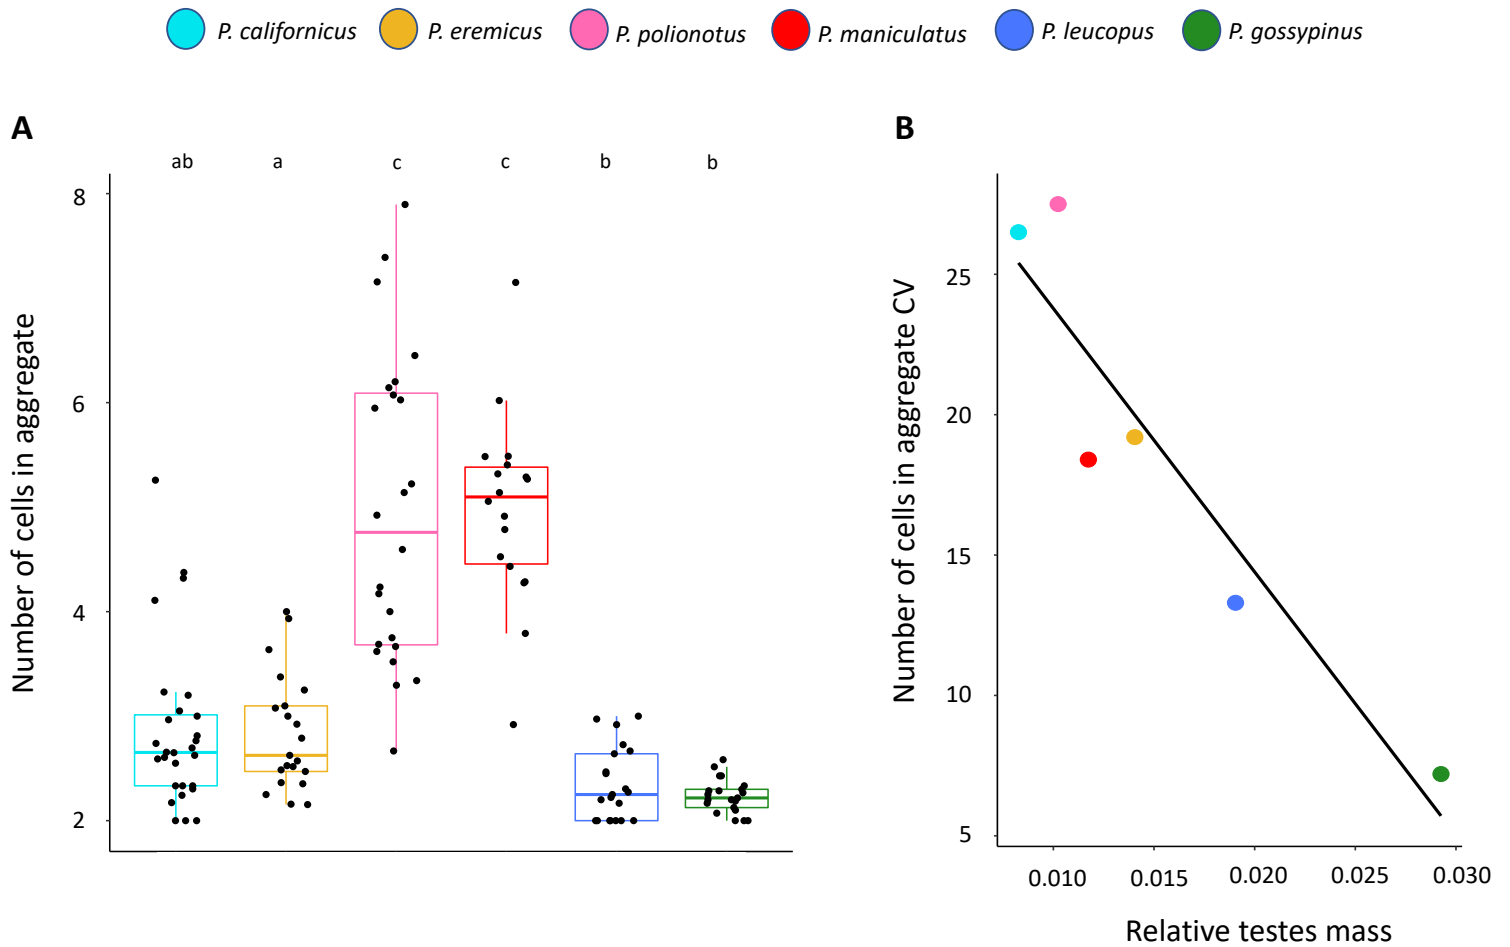 P. californicus P. eremicus P. polionotus P. maniculatus P. leucopus P. gossypinus
A
ab a c c b b
8
6
4
2
Number of cells in aggregate
B
25
20
15
10
5
Number of cells in aggregate CV
0.010 0.015 0.020 0.025 0.030
Relative testes mass